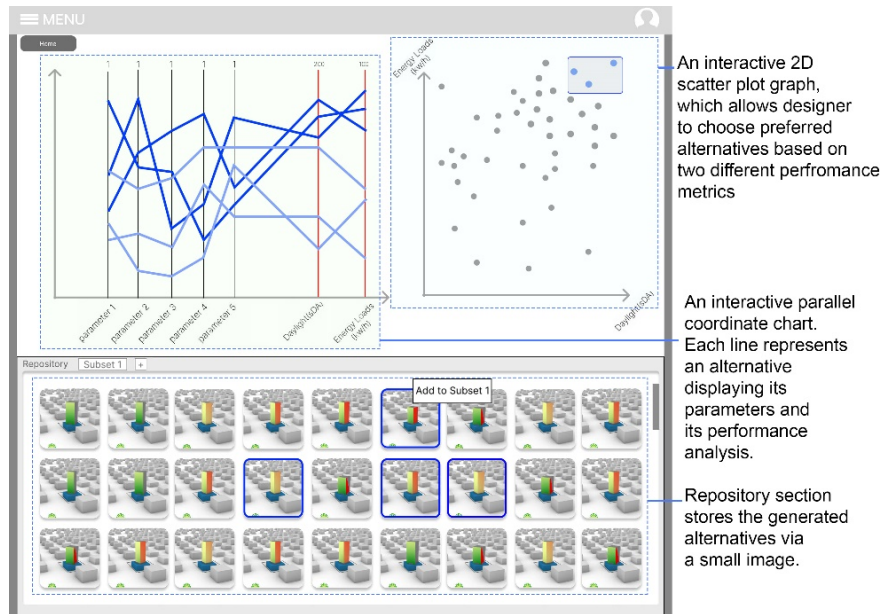 MENU
Home
1 1 1 1 1 200 100
parameter 1
parameter 2
parameter 3
parameter 4
parameter 5
Daylight(sDA)
Energy Loads
(kw/h)
Energy Loads
(kw/h)
Daylight(sDA)
An interactive 2D
scatter plot graph,
which allows designer
to choose preferred
alternatives based on
two different perfromance
metrics
An interactive parallel
coordinate chart.
Each line represents
an alternative
displaying its
parameters and
its performance
analysis.
Repository Subset 1 +
Add to Subset 1
Repository section
stores the generated
alternatives via
a small image.